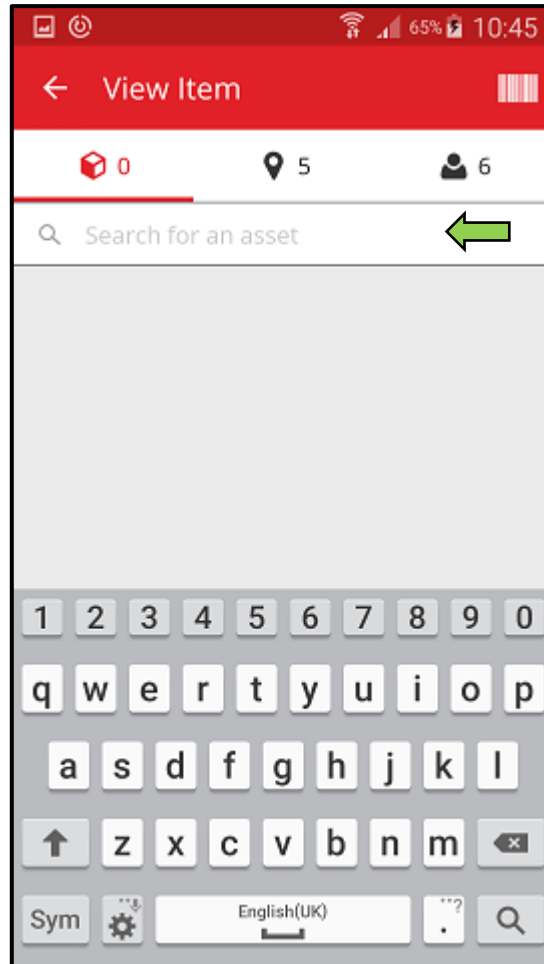 65% 10:45
View Item
0 5 6
Search for an asset
1 2 3 4 5 6 7 8 9 0
q w e r t y u i o p
a s d f g h j k l
z x c v b n m
Sym English(UK) . ?